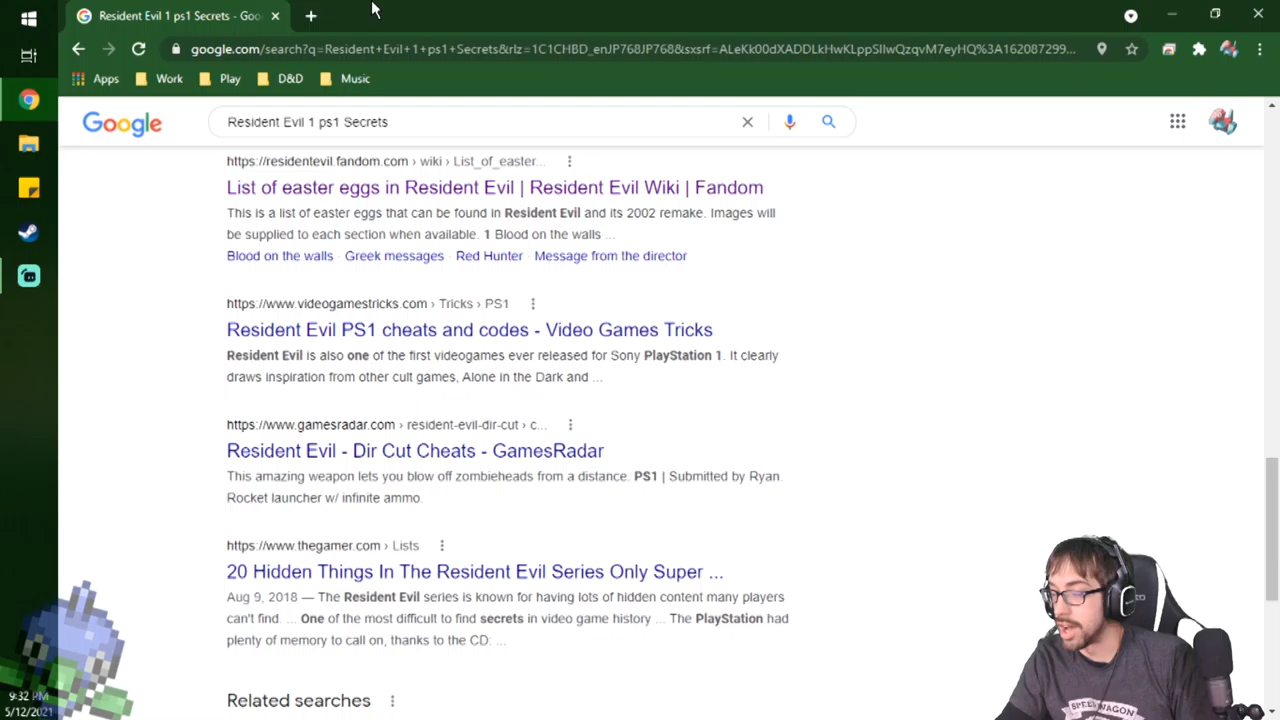 Resident Evil 1 ps1 Secrets - Goo
google.com/search?q=Resident+Evil+1+ps1+Secrets&rlz=1C1CHBD_enJP768JP768&sxsrf=ALeKk00dXADDLkHwKLppSIlwQzqvM7eyHQ%3A162087299...
Apps Work Play D&D Music
Google
Resident Evil 1 ps1 Secrets
https://residentevil.fandom.com › wiki › List_of_easter...
List of easter eggs in Resident Evil | Resident Evil Wiki | Fandom
This is a list of easter eggs that can be found in Resident Evil and its 2002 remake. Images will
be supplied to each section when available. 1 Blood on the walls ...
Blood on the walls · Greek messages · Red Hunter · Message from the director
https://www.videogamestricks.com › Tricks › PS1
Resident Evil PS1 cheats and codes - Video Games Tricks
Resident Evil is also one of the first videogames ever released for Sony PlayStation 1. It clearly
draws inspiration from other cult games, Alone in the Dark and ...
https://www.gamesradar.com › resident-evil-dir-cut › c...
Resident Evil - Dir Cut Cheats - GamesRadar
This amazing weapon lets you blow off zombieheads from a distance. PS1 | Submitted by Ryan.
Rocket launcher w/ infinite ammo.
https://www.thegamer.com › Lists
20 Hidden Things In The Resident Evil Series Only Super ...
Aug 9, 2018 — The Resident Evil series is known for having lots of hidden content many players
can't find. ... One of the most difficult to find secrets in video game history ... The PlayStation had
plenty of memory to call on, thanks to the CD: ...
Related searches
9:32 PM
5/12/2021
SPEEDWAGON